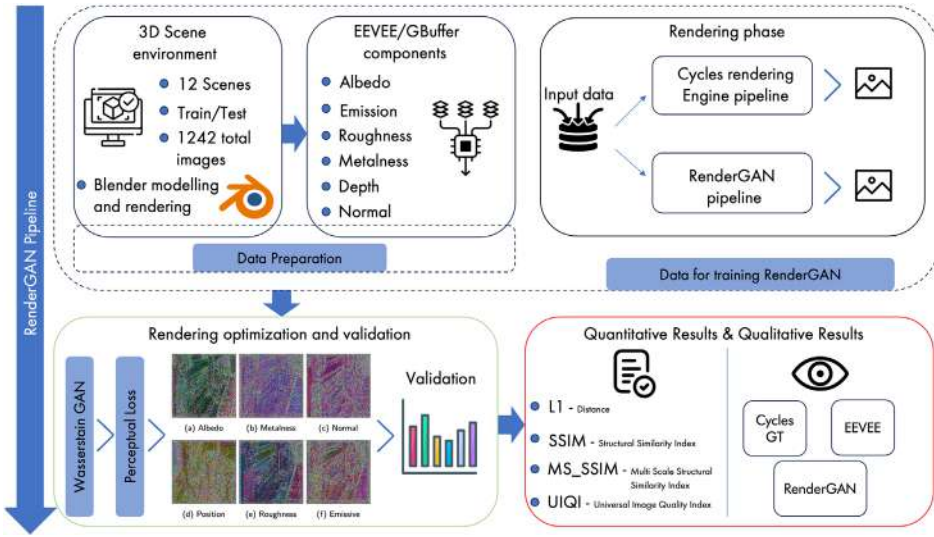 RenderGAN Pipeline
3D Scene
environment
12 Scenes
Train/Test
1242 total
images
Blender modelling
and rendering
EEVEE/GBuffer
components
Albedo
Emission
Roughness
Metalness
Depth
Normal
Data Preparation
Rendering phase
Input data
Cycles rendering
Engine pipeline
RenderGAN
pipeline
Data for training RenderGAN
Rendering optimization and validation
Wasserstain GAN
Perceptual Loss
(a) Albedo
(b) Metalness
(c) Normal
(d) Position
(e) Roughness
(f) Emissive
Validation
Quantitative Results & Qualitative Results
L1 - Distance
SSIM - Structural Similarity Index
MS_SSIM - Multi Scale Structural
Similarity Index
UIQI - Universal Image Quality Index
Cycles
GT
EEVEE
RenderGAN